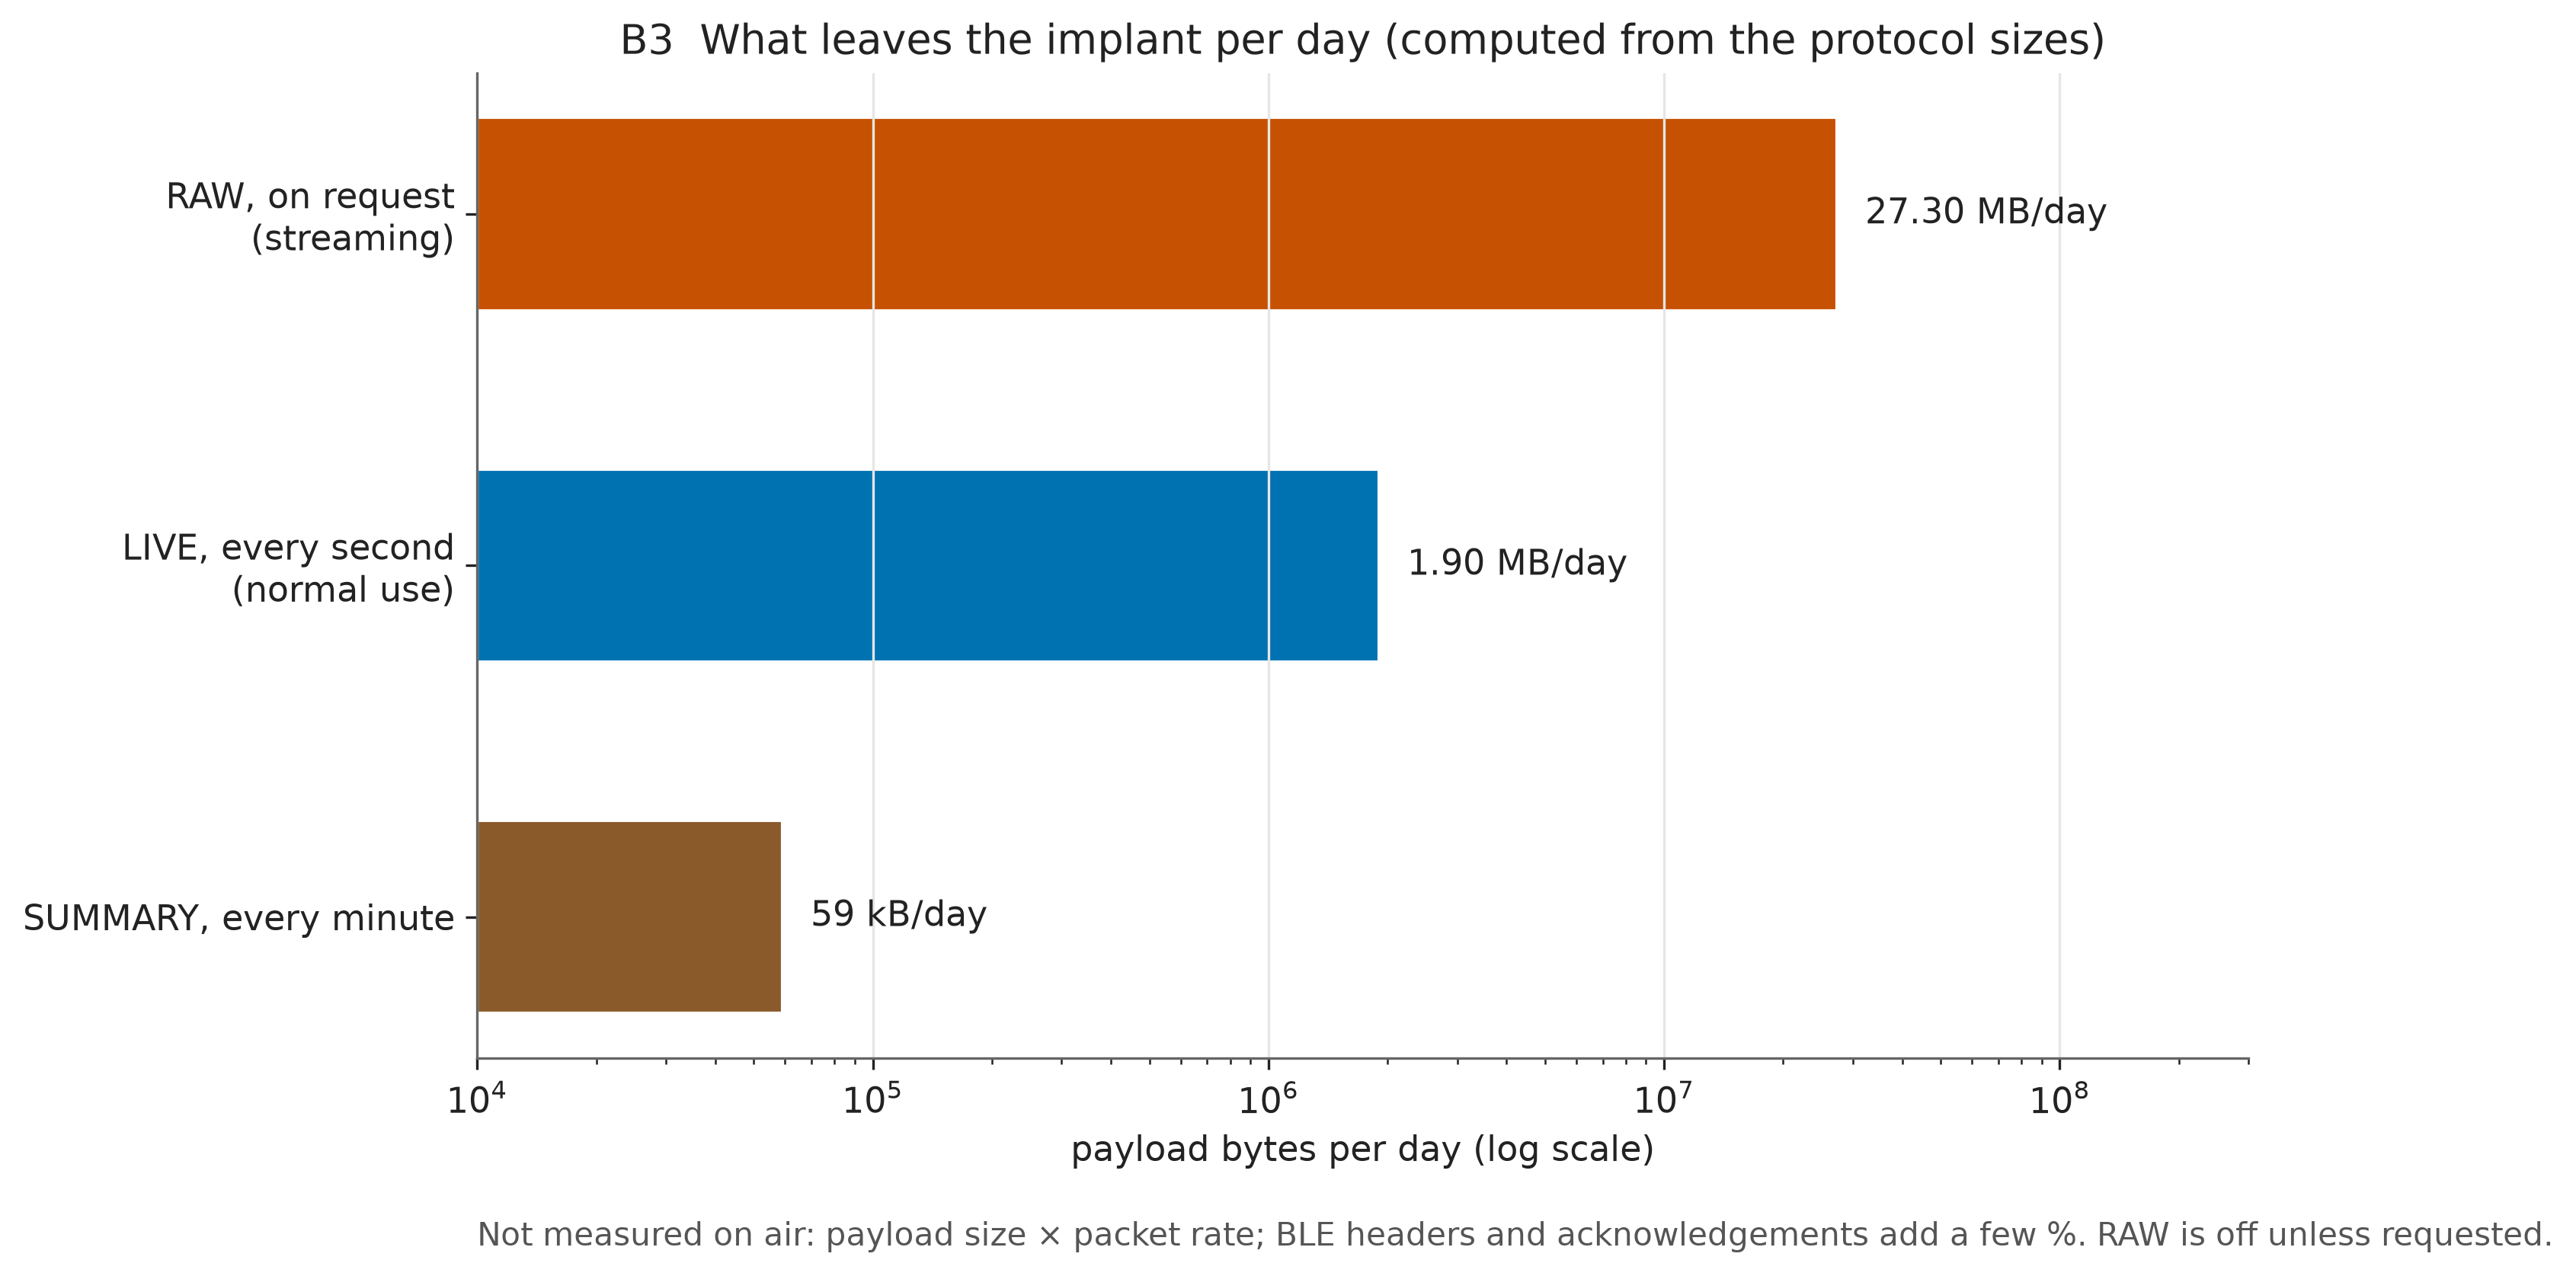 B3  What leaves the implant per day (computed from the protocol sizes)
RAW, on request
(streaming)
27.30 MB/day
LIVE, every second
(normal use)
1.90 MB/day
SUMMARY, every minute
59 kB/day
10⁴ 10⁵ 10⁶ 10⁷ 10⁸
payload bytes per day (log scale)
Not measured on air: payload size × packet rate; BLE headers and acknowledgements add a few %. RAW is off unless requested.